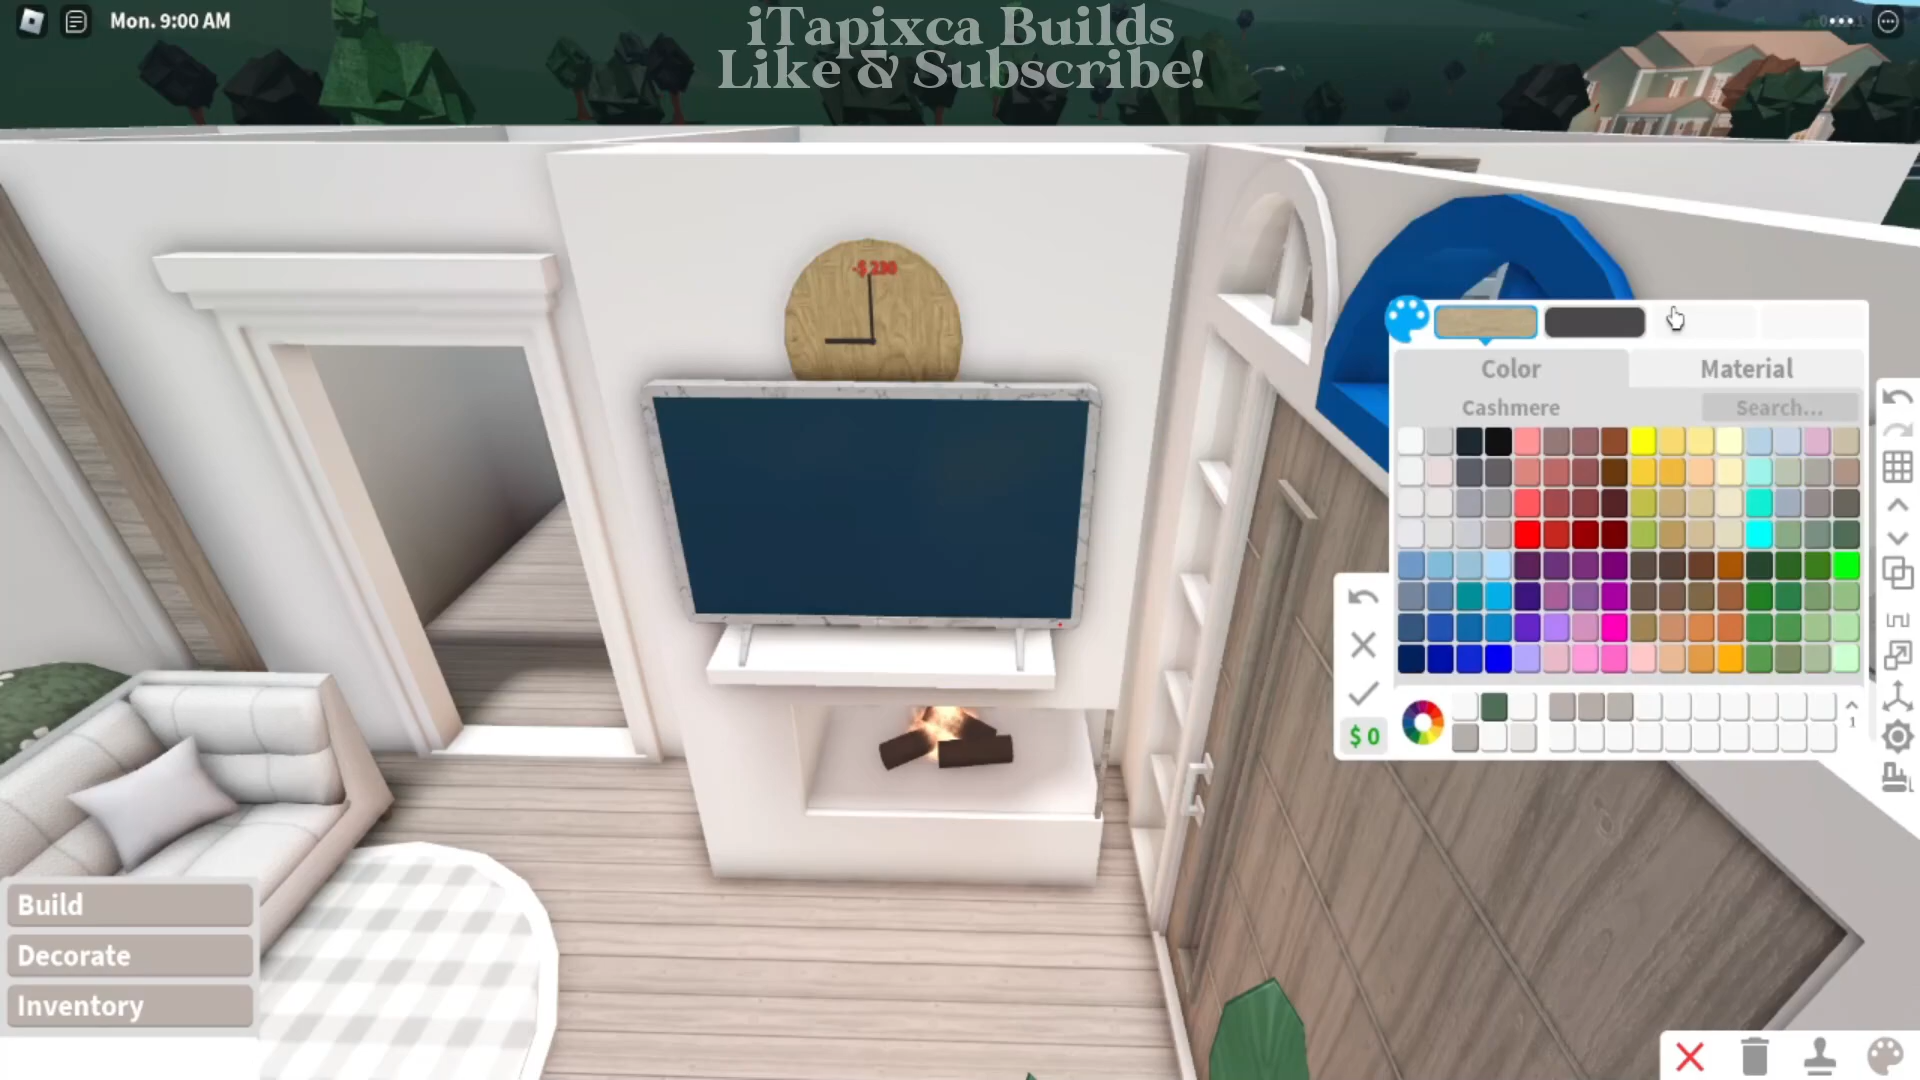 Mon. 9:00 AM
iTapixca Builds
Like & Subscribe!
-$ 230
Color
Material
Cashmere
Search...
1
$ 0
Build
Decorate
Inventory